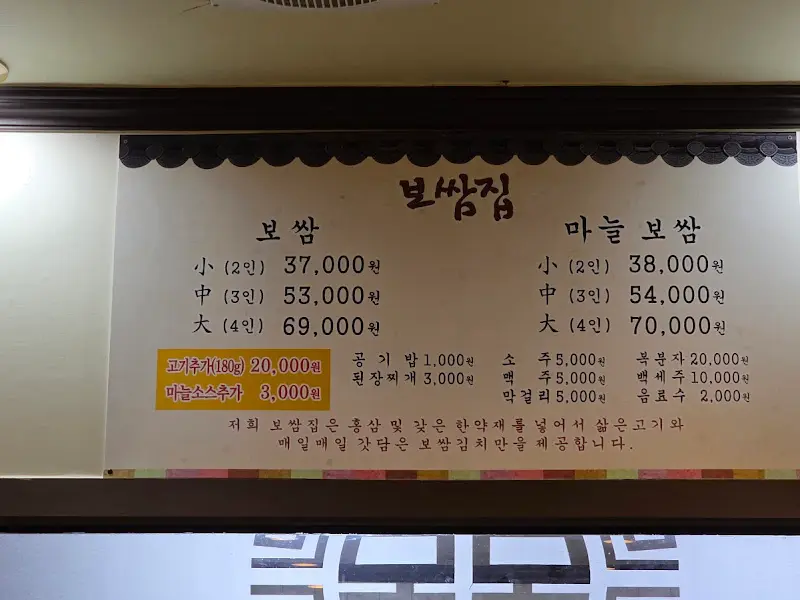 보쌈집
보쌈
小 (2인) 37,000원
中 (3인) 53,000원
大 (4인) 69,000원
마늘 보쌈
小 (2인) 38,000원
中 (3인) 54,000원
大 (4인) 70,000원
고기추가(180g) 20,000원
마늘소스추가 3,000원
공기밥 1,000원
된장찌개 3,000원
소주 5,000원
맥주 5,000원
막걸리 5,000원
복분자 20,000원
백세주 10,000원
음료수 2,000원
저희 보쌈집은 홍삼 및 갖은 한약재를 넣어서 삶은고기와
매일매일 갓담은 보쌈김치만을 제공합니다.